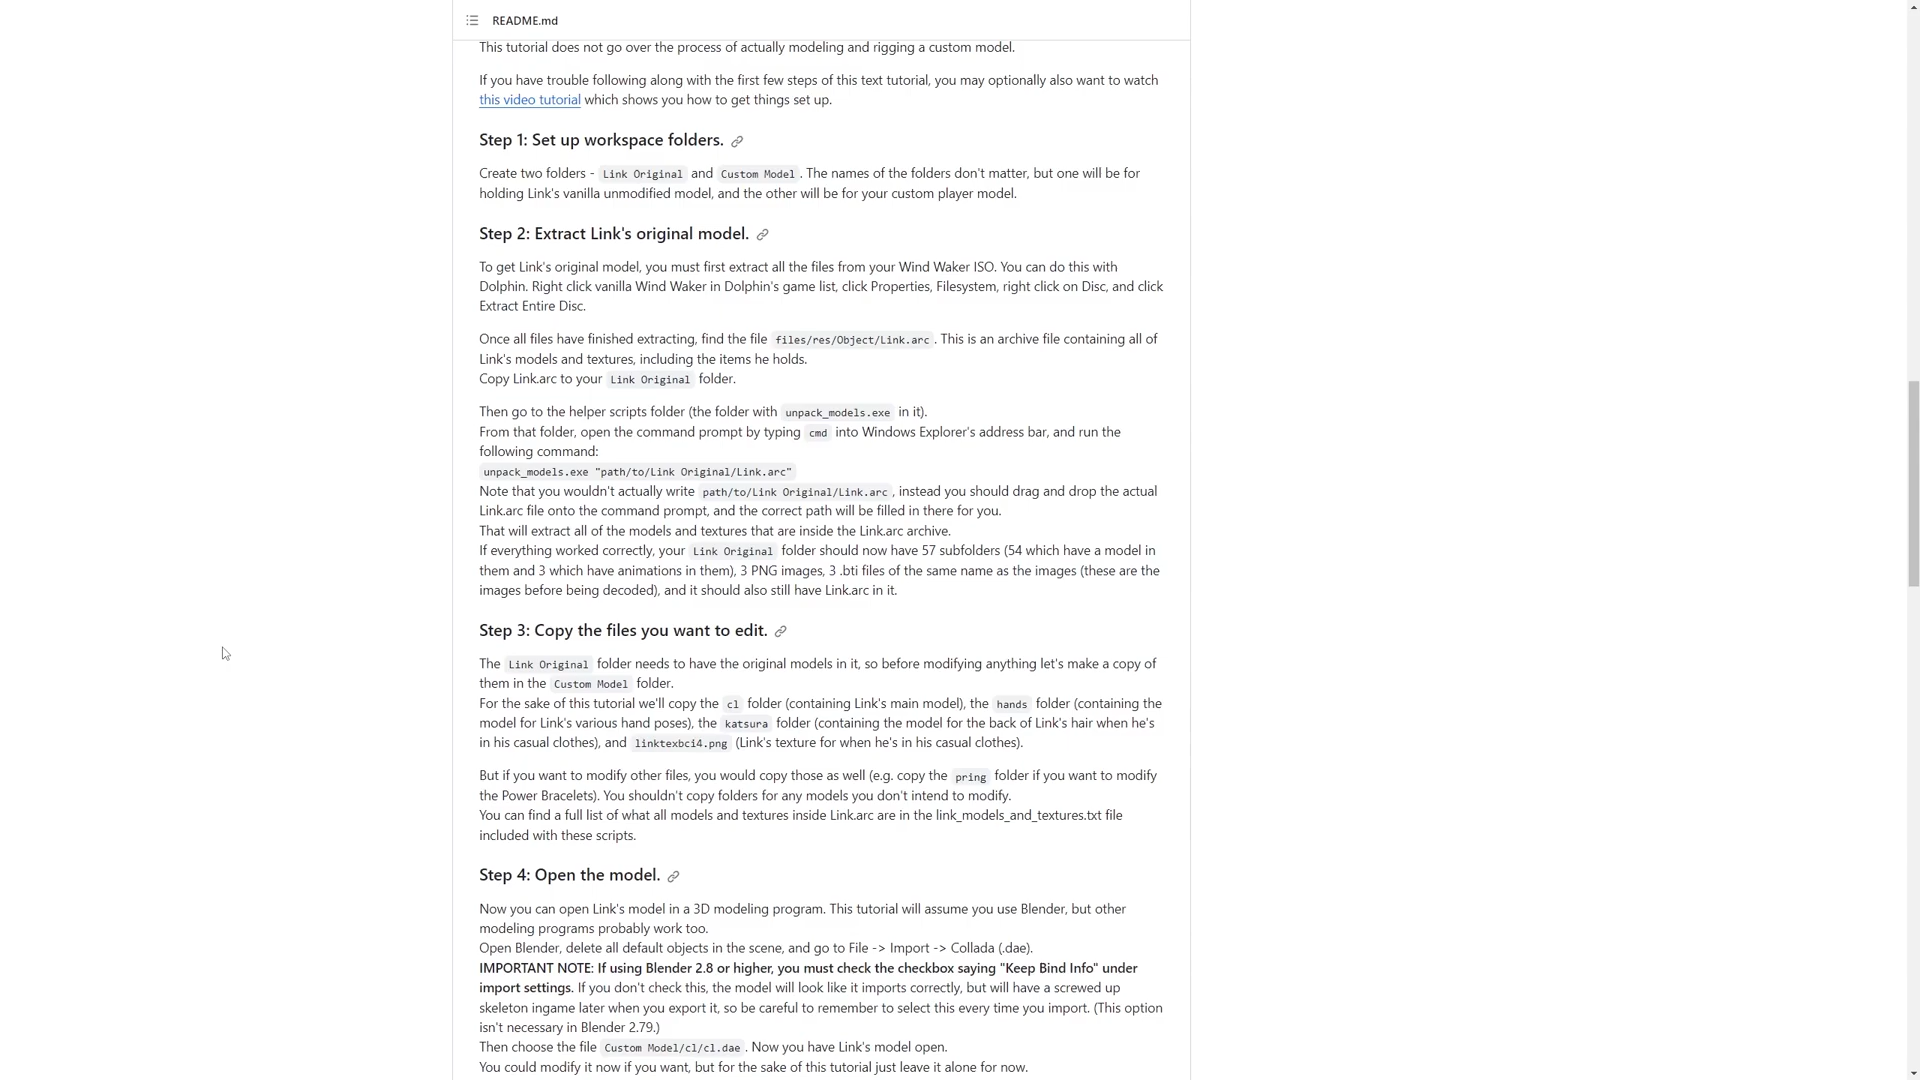 README.md
This tutorial does not go over the process of actually modeling and rigging a custom model.
If you have trouble following along with the first few steps of this text tutorial, you may optionally also want to watch
this video tutorial which shows you how to get things set up.
Step 1: Set up workspace folders.
Create two folders - Link Original and Custom Model. The names of the folders don't matter, but one will be for
holding Link's vanilla unmodified model, and the other will be for your custom player model.
Step 2: Extract Link's original model.
To get Link's original model, you must first extract all the files from your Wind Waker ISO. You can do this with
Dolphin. Right click vanilla Wind Waker in Dolphin's game list, click Properties, Filesystem, right click on Disc, and click
Extract Entire Disc.
Once all files have finished extracting, find the file files/res/Object/Link.arc. This is an archive file containing all of
Link's models and textures, including the items he holds.
Copy Link.arc to your Link Original folder.
Then go to the helper scripts folder (the folder with unpack_models.exe in it).
From that folder, open the command prompt by typing cmd into Windows Explorer's address bar, and run the
following command:
unpack_models.exe "path/to/Link Original/Link.arc"
Note that you wouldn't actually write path/to/Link Original/Link.arc, instead you should drag and drop the actual
Link.arc file onto the command prompt, and the correct path will be filled in there for you.
That will extract all of the models and textures that are inside the Link.arc archive.
If everything worked correctly, your Link Original folder should now have 57 subfolders (54 which have a model in
them and 3 which have animations in them), 3 PNG images, 3 .bti files of the same name as the images (these are the
images before being decoded), and it should also still have Link.arc in it.
Step 3: Copy the files you want to edit.
The Link Original folder needs to have the original models in it, so before modifying anything let's make a copy of
them in the Custom Model folder.
For the sake of this tutorial we'll copy the cl folder (containing Link's main model), the hands folder (containing the
model for Link's various hand poses), the katsura folder (containing the model for the back of Link's hair when he's
in his casual clothes), and linktexbci4.png (Link's texture for when he's in his casual clothes).
But if you want to modify other files, you would copy those as well (e.g. copy the pring folder if you want to modify
the Power Bracelets). You shouldn't copy folders for any models you don't intend to modify.
You can find a full list of what all models and textures inside Link.arc are in the link_models_and_textures.txt file
included with these scripts.
Step 4: Open the model.
Now you can open Link's model in a 3D modeling program. This tutorial will assume you use Blender, but other
modeling programs probably work too.
Open Blender, delete all default objects in the scene, and go to File -> Import -> Collada (.dae).
IMPORTANT NOTE: If using Blender 2.8 or higher, you must check the checkbox saying "Keep Bind Info" under
import settings. If you don't check this, the model will look like it imports correctly, but will have a screwed up
skeleton ingame later when you export it, so be careful to remember to select this every time you import. (This option
isn't necessary in Blender 2.79.)
Then choose the file Custom Model/cl/cl.dae. Now you have Link's model open.
You could modify it now if you want, but for the sake of this tutorial just leave it alone for now.